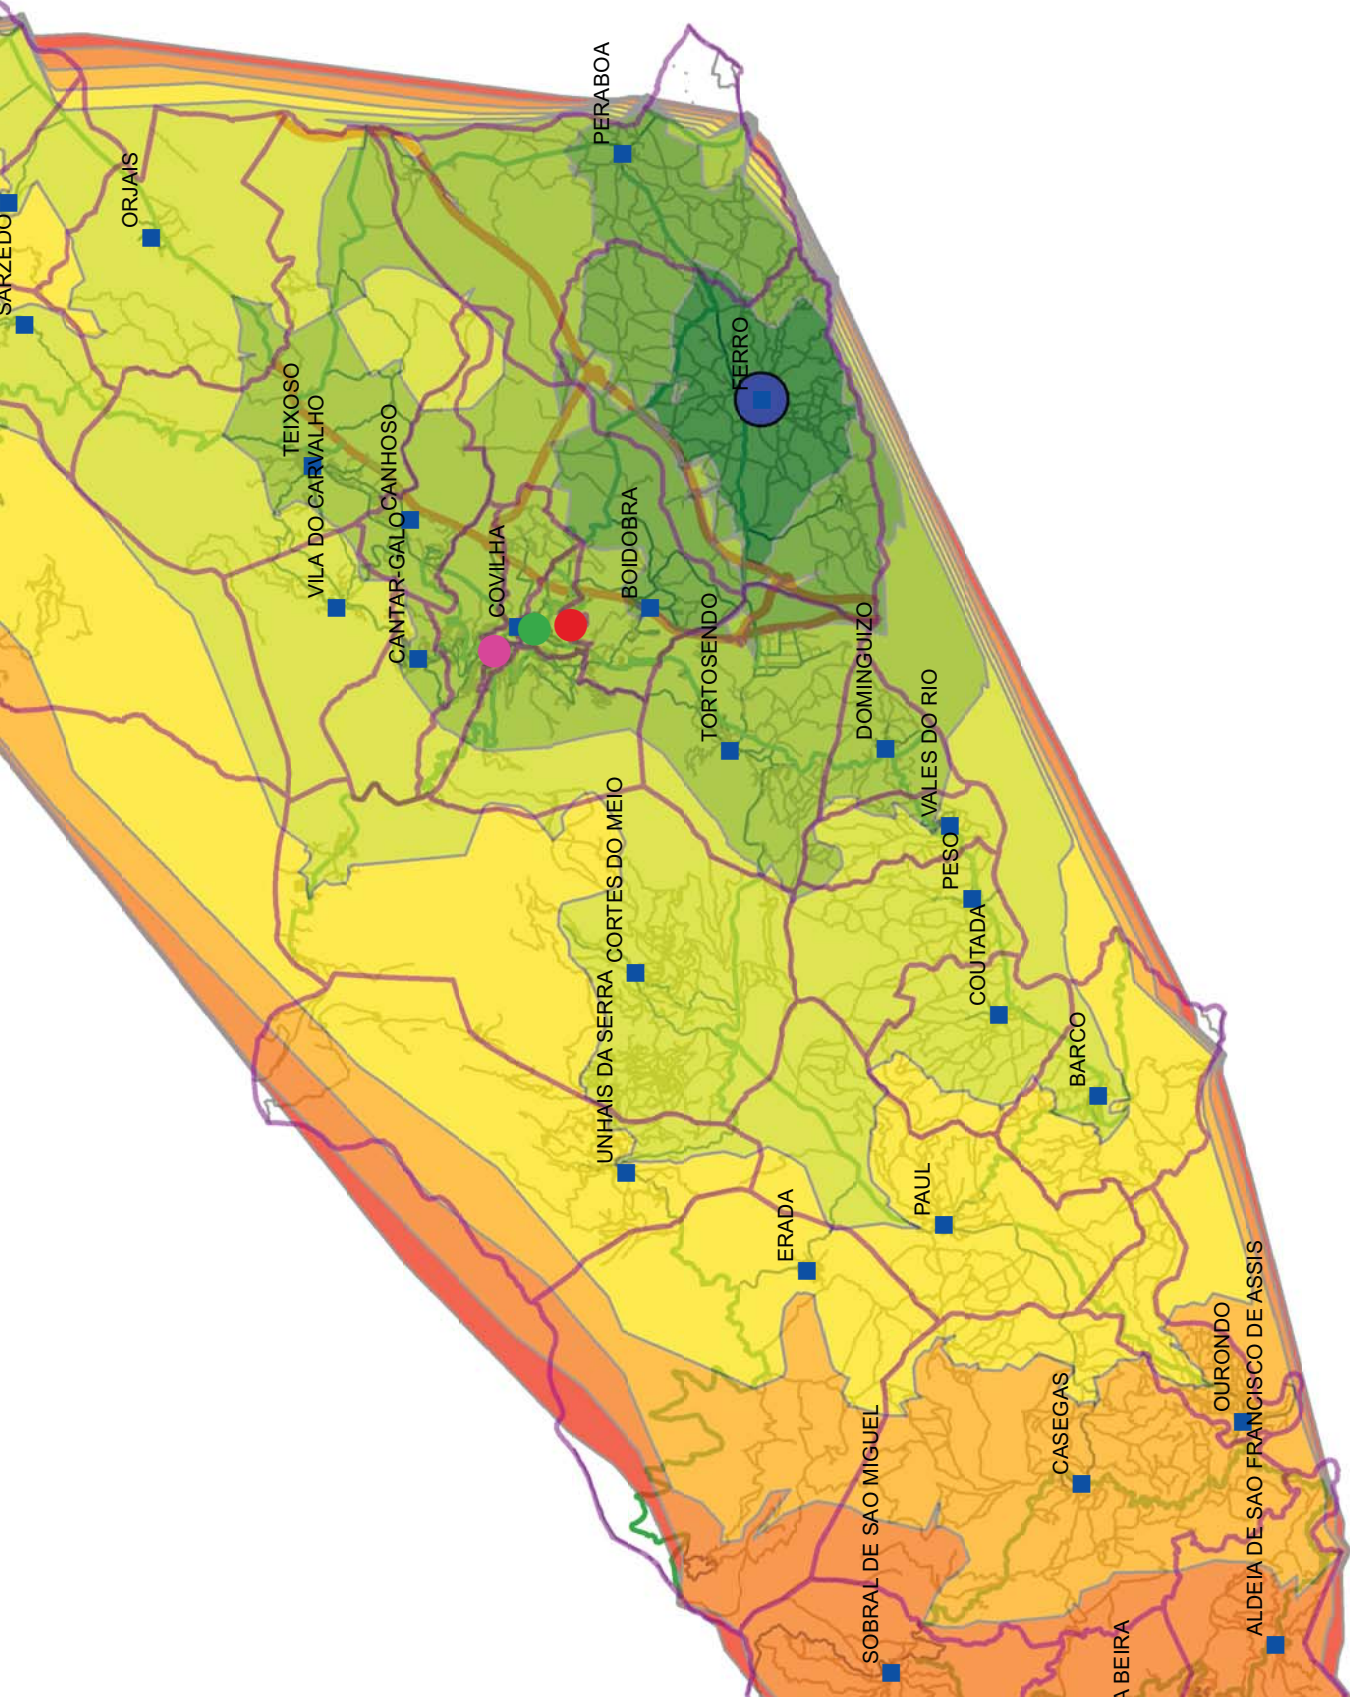 PERABOA
ORJAIS
SARZEDO
FERRO
TEIXOSO
VILA DO CARVALHO
CANHOSO
CANTAR-GALO
COVILHA
BOIDOBRA
TORTOSENDO
DOMINGUIZO
VALES DO RIO
PESO
COUTADA
CORTES DO MEIO
UNHAIS DA SERRA
BARCO
PAUL
ERADA
OURONDO
CASEGAS
ALDEIA DE SAO FRANCISCO DE ASSIS
SOBRAL DE SAO MIGUEL
BEIRA